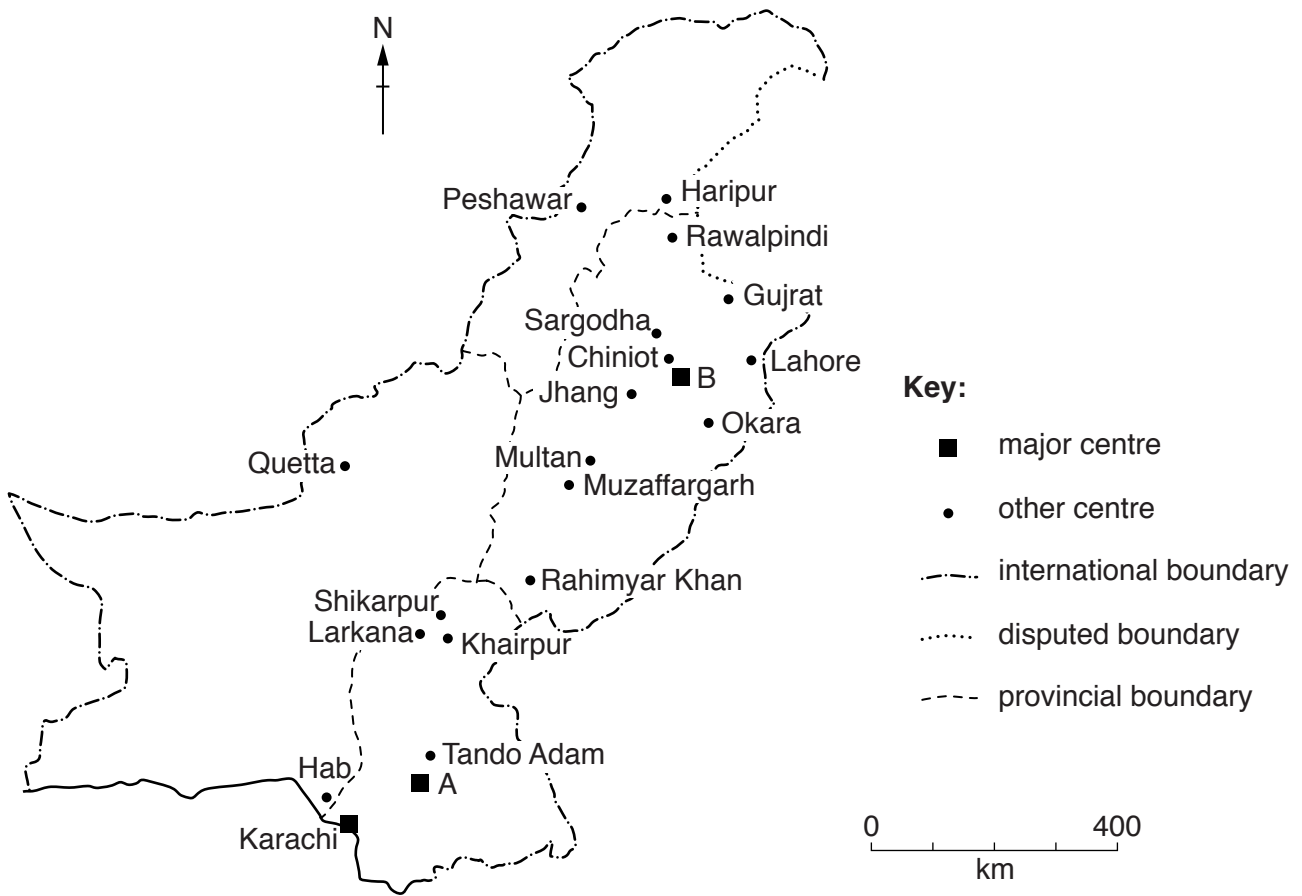 N
Peshawar
Haripur
Rawalpindi
Gujrat
Sargodha
Chiniot
Lahore
B
Jhang
Okara
Quetta
Multan
Muzaffargarh
Rahimyar Khan
Shikarpur
Larkana
Khairpur
Tando Adam
Hab
A
Karachi
Key:
major centre
other centre
international boundary
disputed boundary
provincial boundary
0 400
km